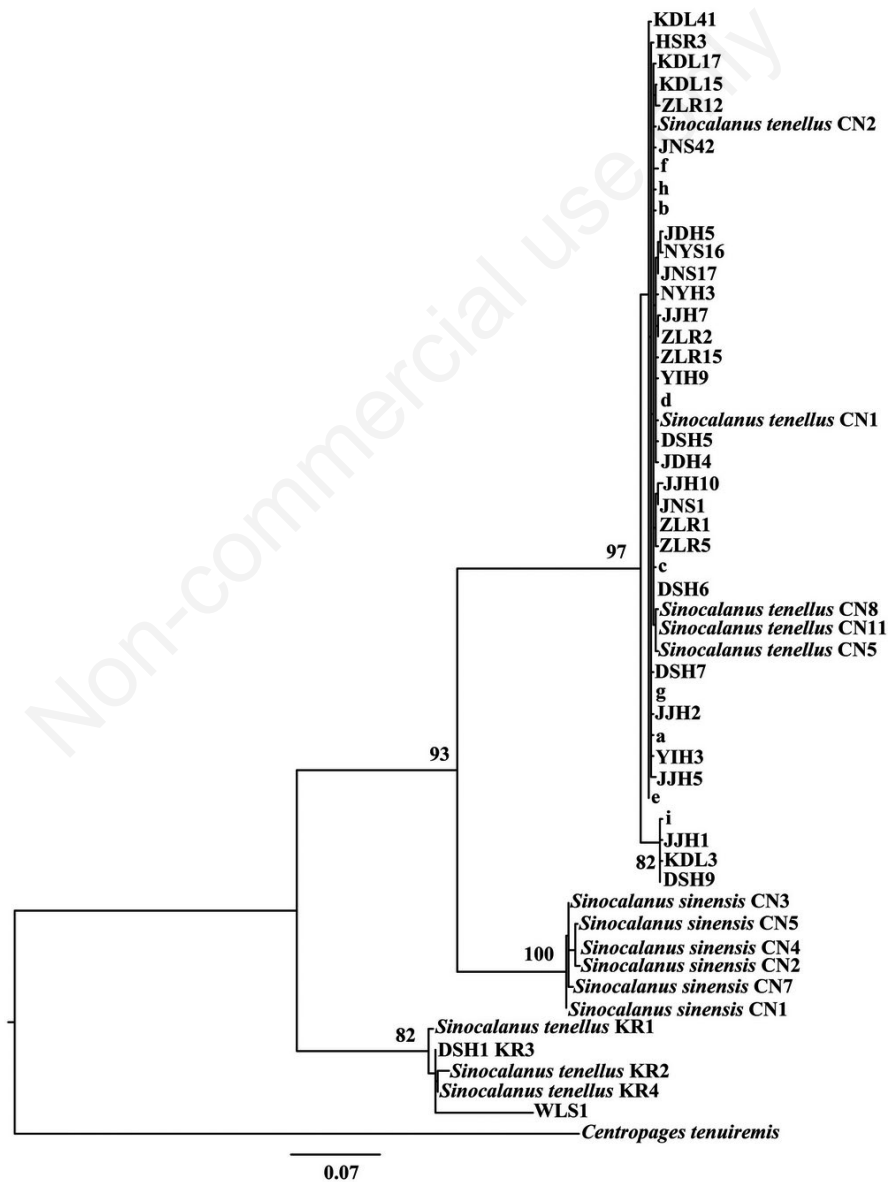 KDL41
HSR3
KDL17
KDL15
ZLR12
Sinocalanus tenellus CN2
JNS42
f
h
b
JDH5
NYS16
JNS17
NYH3
JJH7
ZLR2
ZLR15
YIH9
d
Sinocalanus tenellus CN1
DSH5
JDH4
JJH10
JNS1
ZLR1
97
ZLR5
c
DSH6
Sinocalanus tenellus CN8
Sinocalanus tenellus CN11
Sinocalanus tenellus CN5
DSH7
g
JJH2
a
93
YIH3
JJH5
e
i
JJH1
82
KDL3
DSH9
Sinocalanus sinensis CN3
Sinocalanus sinensis CN5
Sinocalanus sinensis CN4
100
Sinocalanus sinensis CN2
Sinocalanus sinensis CN7
Sinocalanus sinensis CN1
Sinocalanus tenellus KR1
82
DSH1 KR3
Sinocalanus tenellus KR2
Sinocalanus tenellus KR4
WLS1
Centropages tenuiremis
0.07
Non-commercial use only